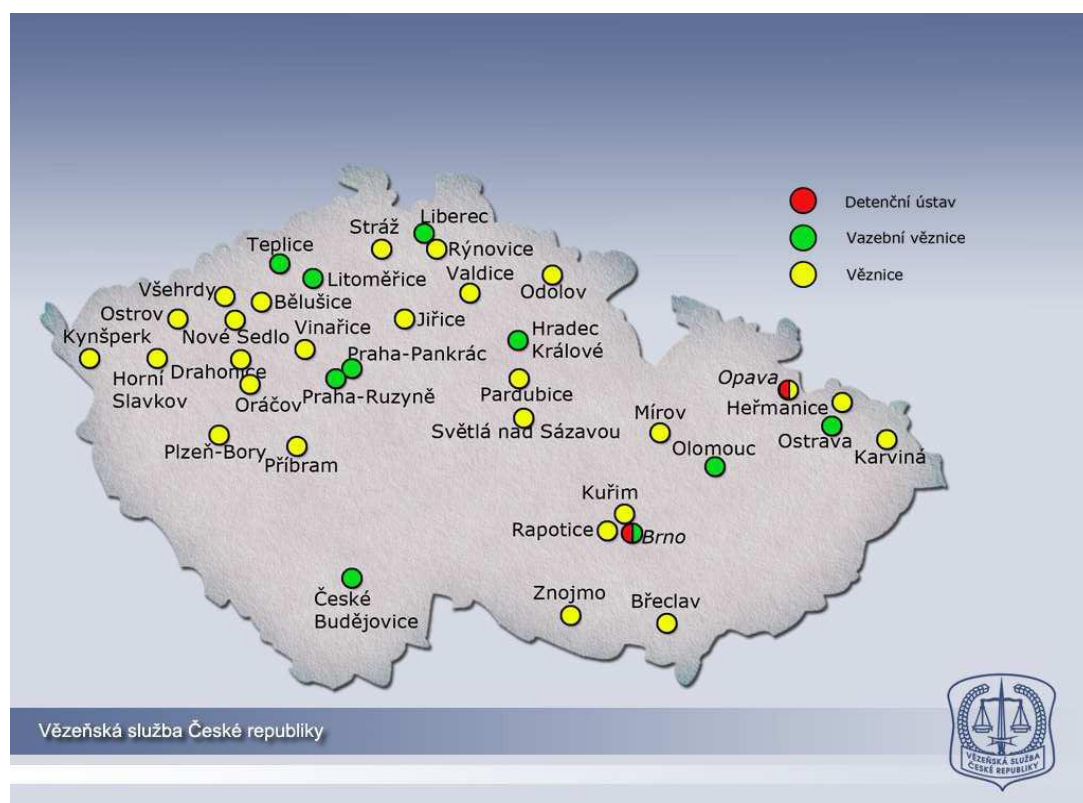 Detenční ústav
Vazební věznice
Věznice
Liberec
Stráž
Rýnovice
Teplice
Litoměřice
Valdice
Odolov
Všehrdy
Bělušice
Ostrov
Nové Sedlo
Vinařice
Jiřice
Hradec
Králové
Kynšperk
Praha-Pankrác
Horní
Slavkov
Drahonice
Oráčov
Praha-Ruzyně
Pardubice
Opava
Heřmanice
Mírov
Světlá nad Sázavou
Ostrava
Karviná
Plzeň-Bory
Příbram
Olomouc
Kuřim
Rapotice
Brno
České
Budějovice
Znojmo
Břeclav
Vězeňská služba České republiky
VĚZEŇSKÁ SLUŽBA
ČESKÉ REPUBLIKY